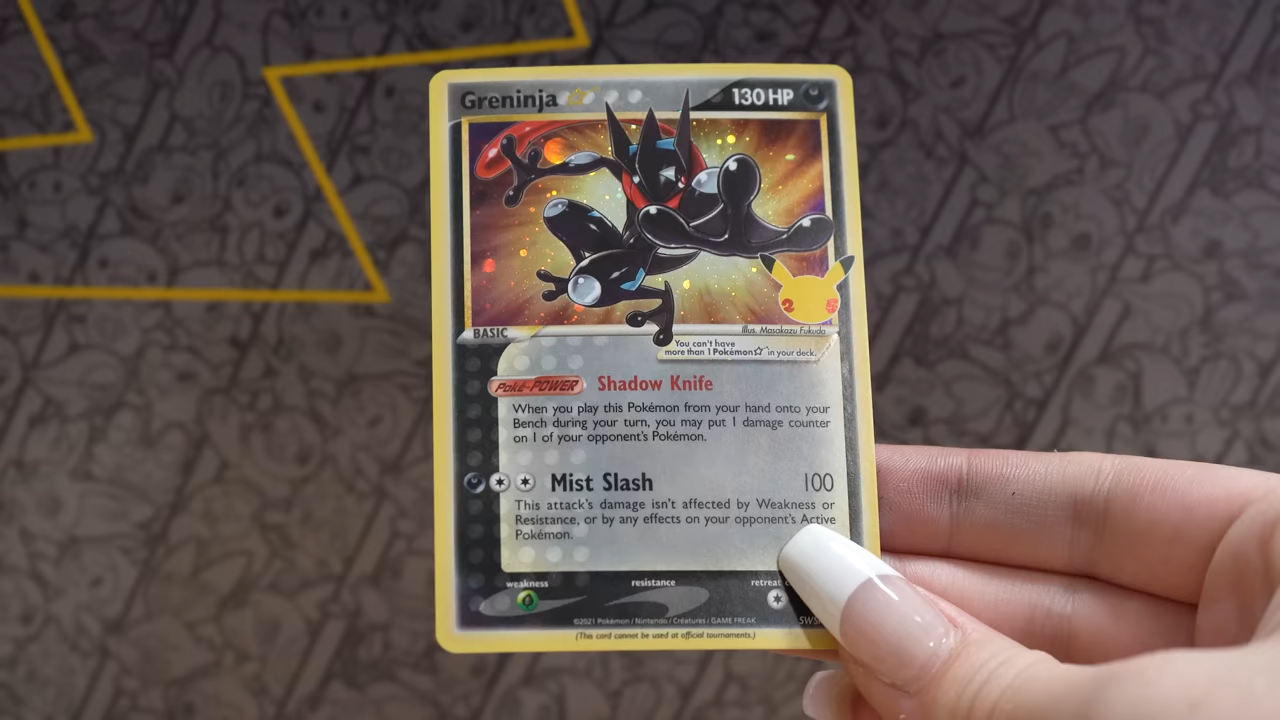 Greninja ☆ 130 HP
25
BASIC
Illus. Masakazu Fukuda
You can't have
more than 1 Pokémon☆ in your deck.
Poké-POWER Shadow Knife
When you play this Pokémon from your hand onto your
Bench during your turn, you may put 1 damage counter
on 1 of your opponent's Pokémon.
Mist Slash 100
This attack's damage isn't affected by Weakness or
Resistance, or by any effects on your opponent's Active
Pokémon.
weakness resistance retreat
©2021 Pokémon / Nintendo / Creatures / GAME FREAK
(This card cannot be used at official tournaments.)